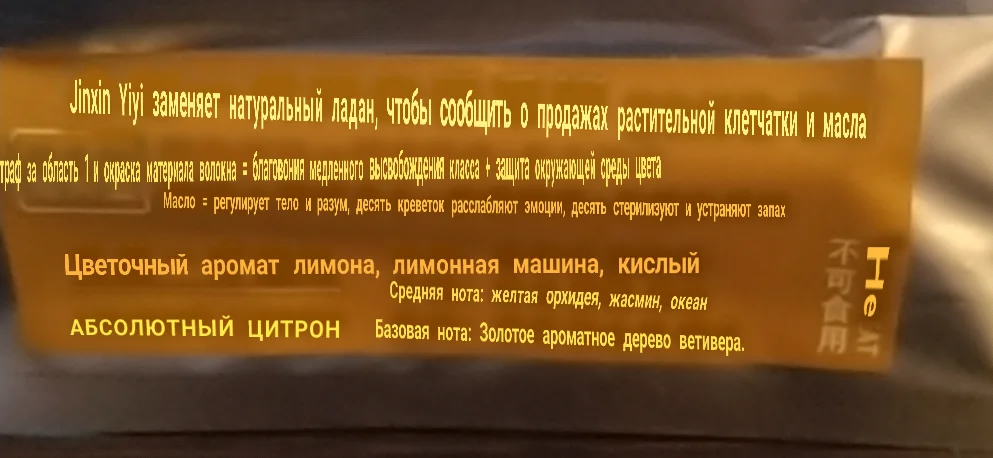 Jinxin Yiyi заменяет натуральный ладан, чтобы сообщить о продажах растительной клетчатки и масла
траф за область 1 и окраска материала волокна = благовония медленного высвобождения класса + защита окружающей среды цвета
Масло = регулирует тело и разум, десять креветок расслабляют эмоции, десять стерилизуют и устраняют запах
Цветочный аромат лимона, лимонная машина, кислый
Средняя нота: желтая орхидея, жасмин, океан
АБСОЛЮТНЫЙ ЦИТРОН
Базовая нота: Золотое ароматное дерево ветивера.
不可食用
Не